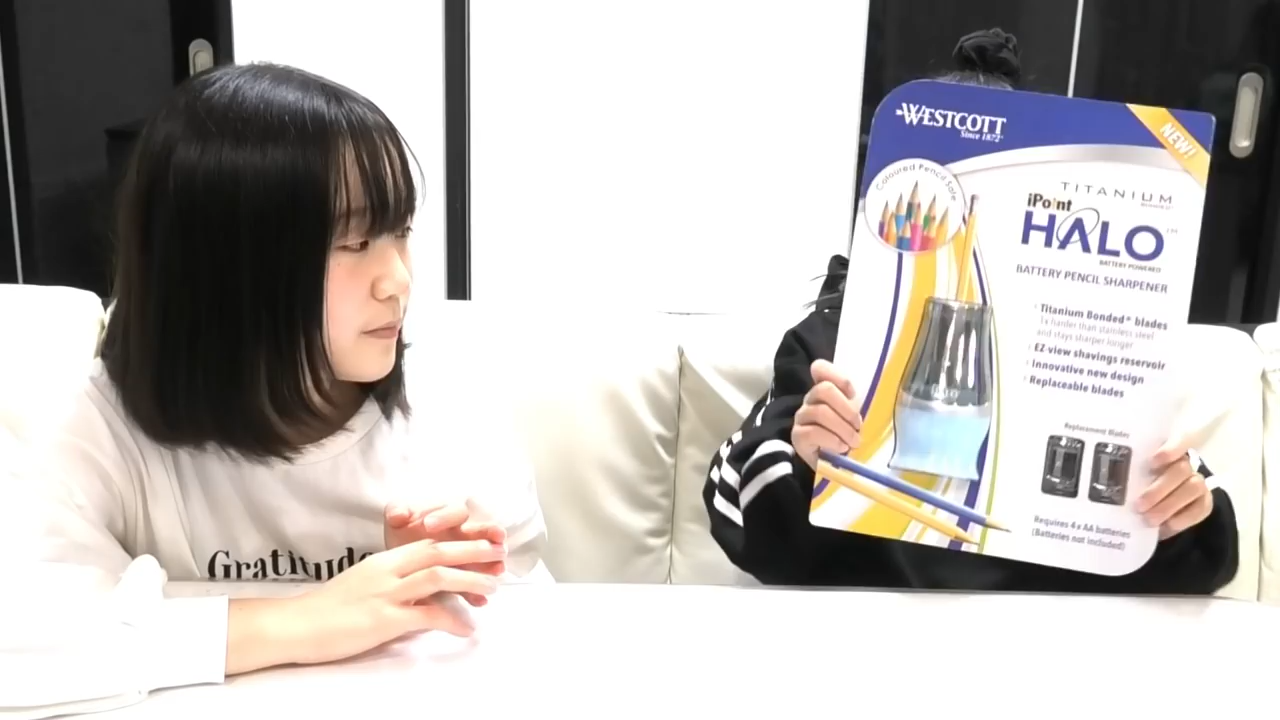 WESTCOTT
Since 1872
NEW!
Coloured Pencil Safe
TITANIUM
iPoint
HALO™
BATTERY POWERED
BATTERY PENCIL SHARPENER
Titanium Bonded® blades
3x harder than stainless steel
and stays sharper longer
EZ-view shavings reservoir
Innovative new design
Replaceable blades
Replacement Blades
Requires 4 x AA batteries
(Batteries not included)
Gratitude